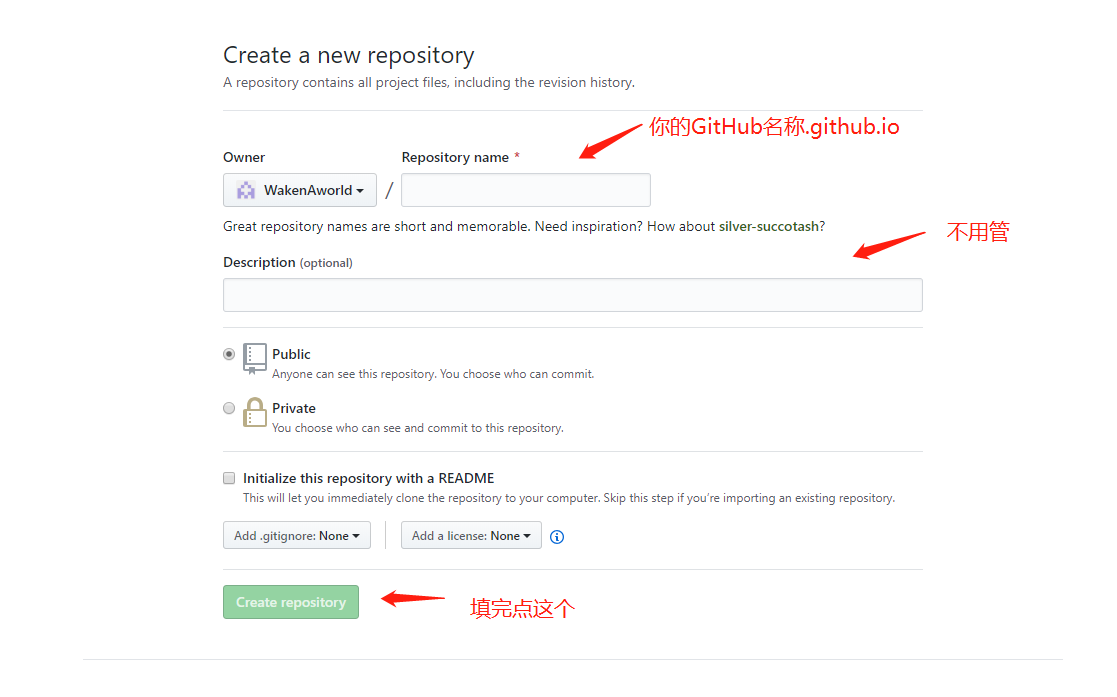 Create a new repository
A repository contains all project files, including the revision history.
你的GitHub名称.github.io
Owner
Repository name *
WakenAworld
/
Great repository names are short and memorable. Need inspiration? How about silver-succotash?
不用管
Description (optional)
Public
Anyone can see this repository. You choose who can commit.
Private
You choose who can see and commit to this repository.
Initialize this repository with a README
This will let you immediately clone the repository to your computer. Skip this step if you’re importing an existing repository.
Add .gitignore: None
Add a license: None
Create repository
填完点这个